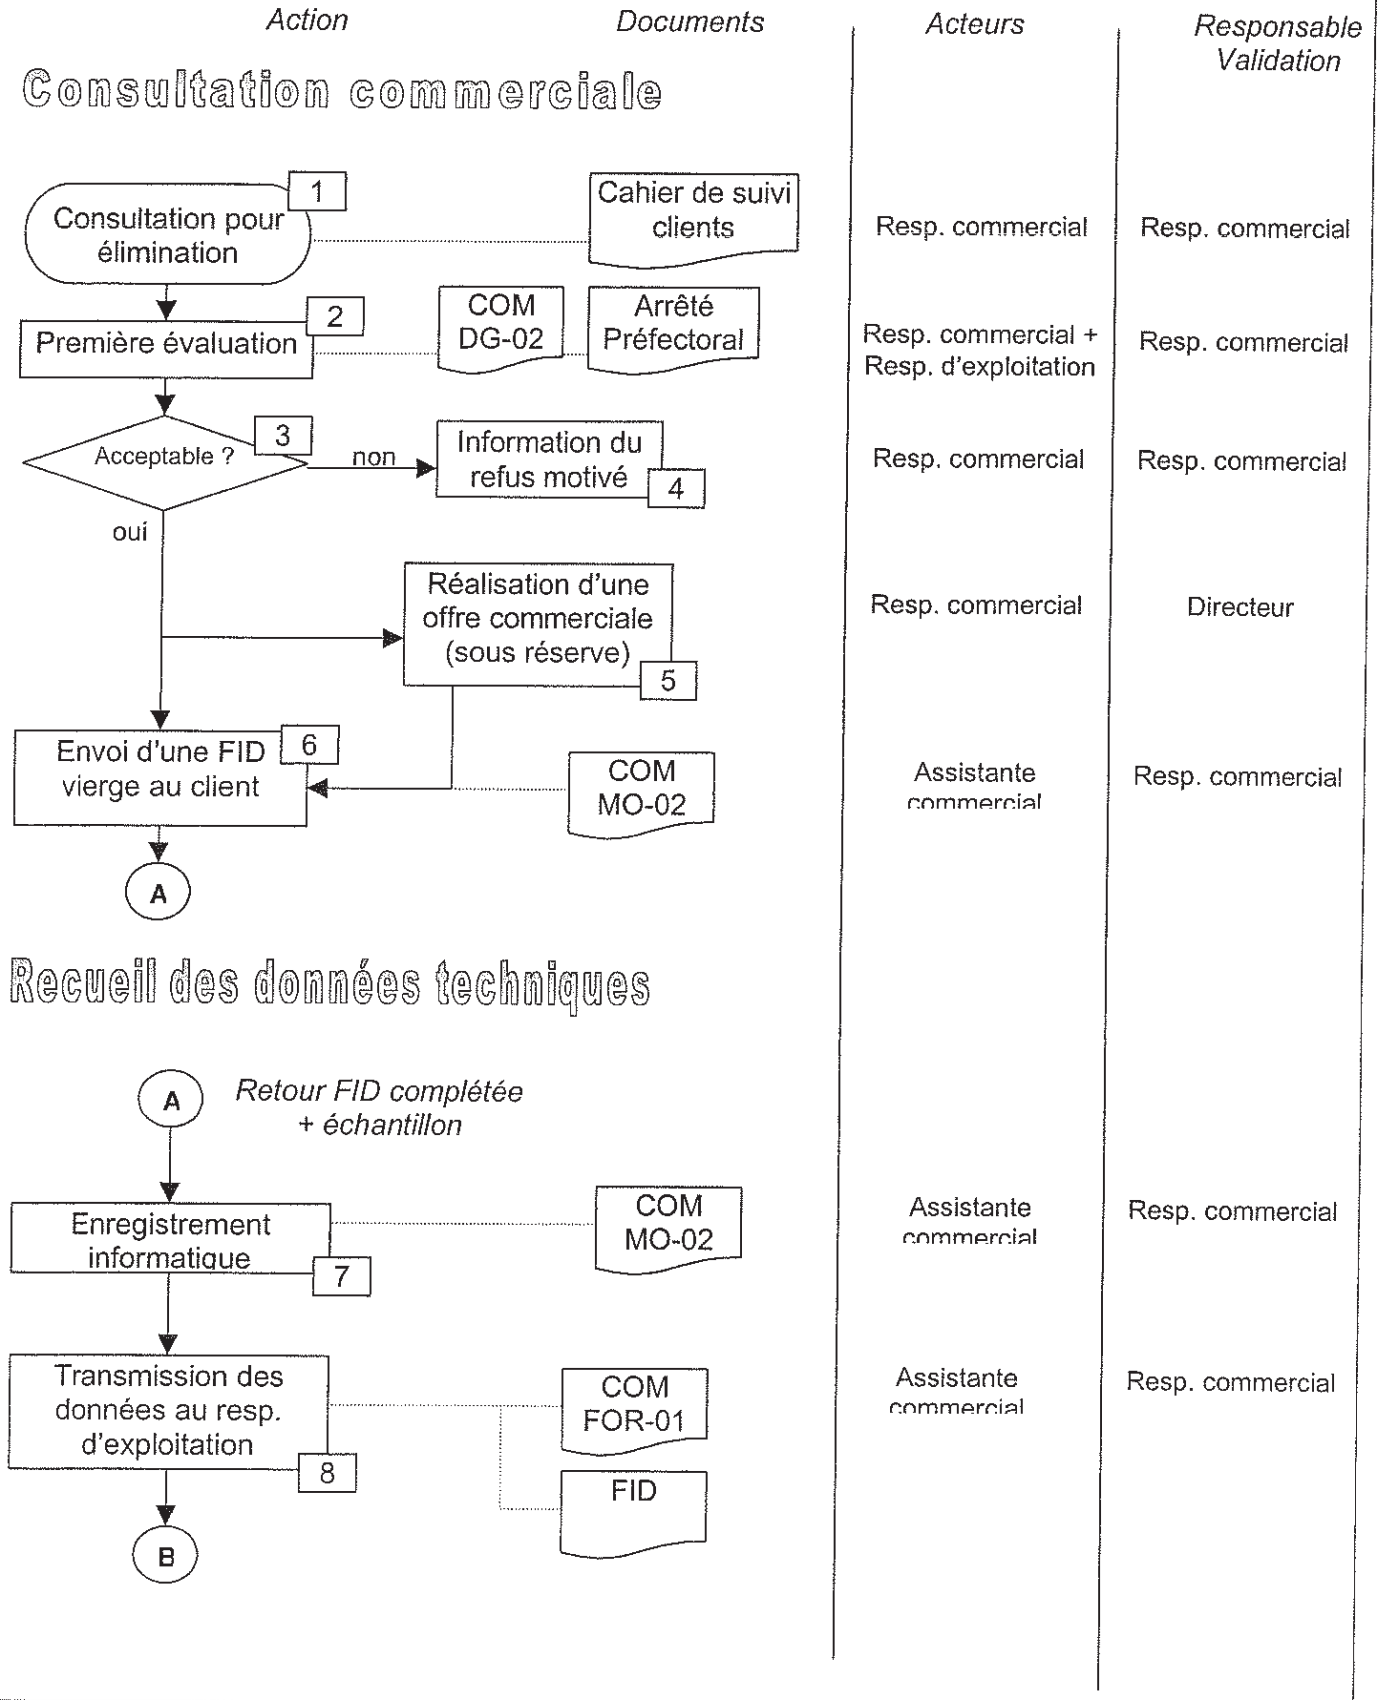 Action
Documents
Acteurs
Responsable
Validation
Consultation commerciale
1
Consultation pour
élimination
Cahier de suivi
clients
Resp. commercial
Resp. commercial
2
Première évaluation
COM
DG-02
Arrêté
Préfectoral
Resp. commercial +
Resp. d'exploitation
Resp. commercial
3
Acceptable ?
non
Information du
refus motivé
4
Resp. commercial
Resp. commercial
oui
Réalisation d'une
offre commerciale
(sous réserve)
5
Resp. commercial
Directeur
6
Envoi d'une FID
vierge au client
COM
MO-02
Assistante
commercial
Resp. commercial
A
Recueil des données techniques
A
Retour FID complétée
+ échantillon
Enregistrement
informatique
7
COM
MO-02
Assistante
commercial
Resp. commercial
Transmission des
données au resp.
d'exploitation
8
COM
FOR-01
FID
Assistante
commercial
Resp. commercial
B